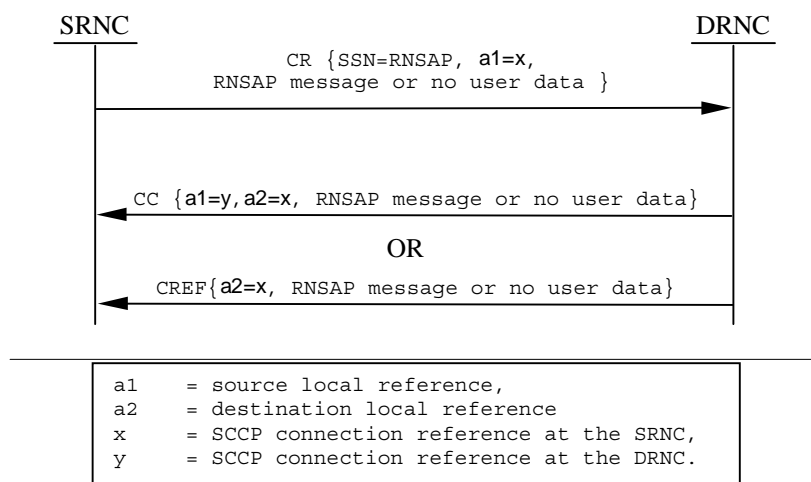 SRNC DRNC
CR {SSN=RNSAP, a1=x,
RNSAP message or no user data }
CC {a1=y,a2=x, RNSAP message or no user data}
OR
CREF{a2=x, RNSAP message or no user data}
a1 = source local reference,
a2 = destination local reference
x = SCCP connection reference at the SRNC,
y = SCCP connection reference at the DRNC.